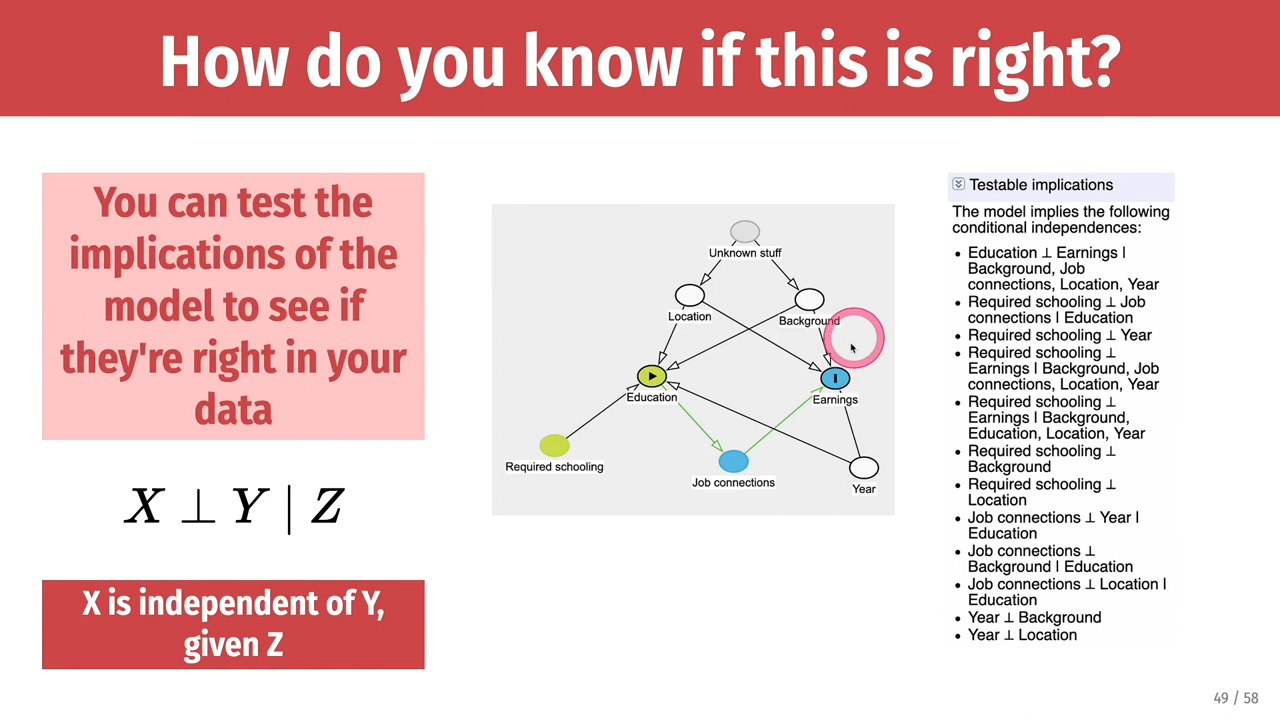 How do you know if this is right?
You can test the
implications of the
model to see if
they're right in your
data
X ⊥ Y | Z
X is independent of Y,
given Z
Unknown stuff
Location
Background
Education
Earnings
Required schooling
Job connections
Year
Testable implications
The model implies the following
conditional independences:
• Education ⊥ Earnings |
Background, Job
connections, Location, Year
• Required schooling ⊥ Job
connections | Education
• Required schooling ⊥ Year
• Required schooling ⊥
Earnings | Background, Job
connections, Location, Year
• Required schooling ⊥
Earnings | Background,
Education, Location, Year
• Required schooling ⊥
Background
• Required schooling ⊥
Location
• Job connections ⊥ Year |
Education
• Job connections ⊥
Background | Education
• Job connections ⊥ Location |
Education
• Year ⊥ Background
• Year ⊥ Location
49 / 58